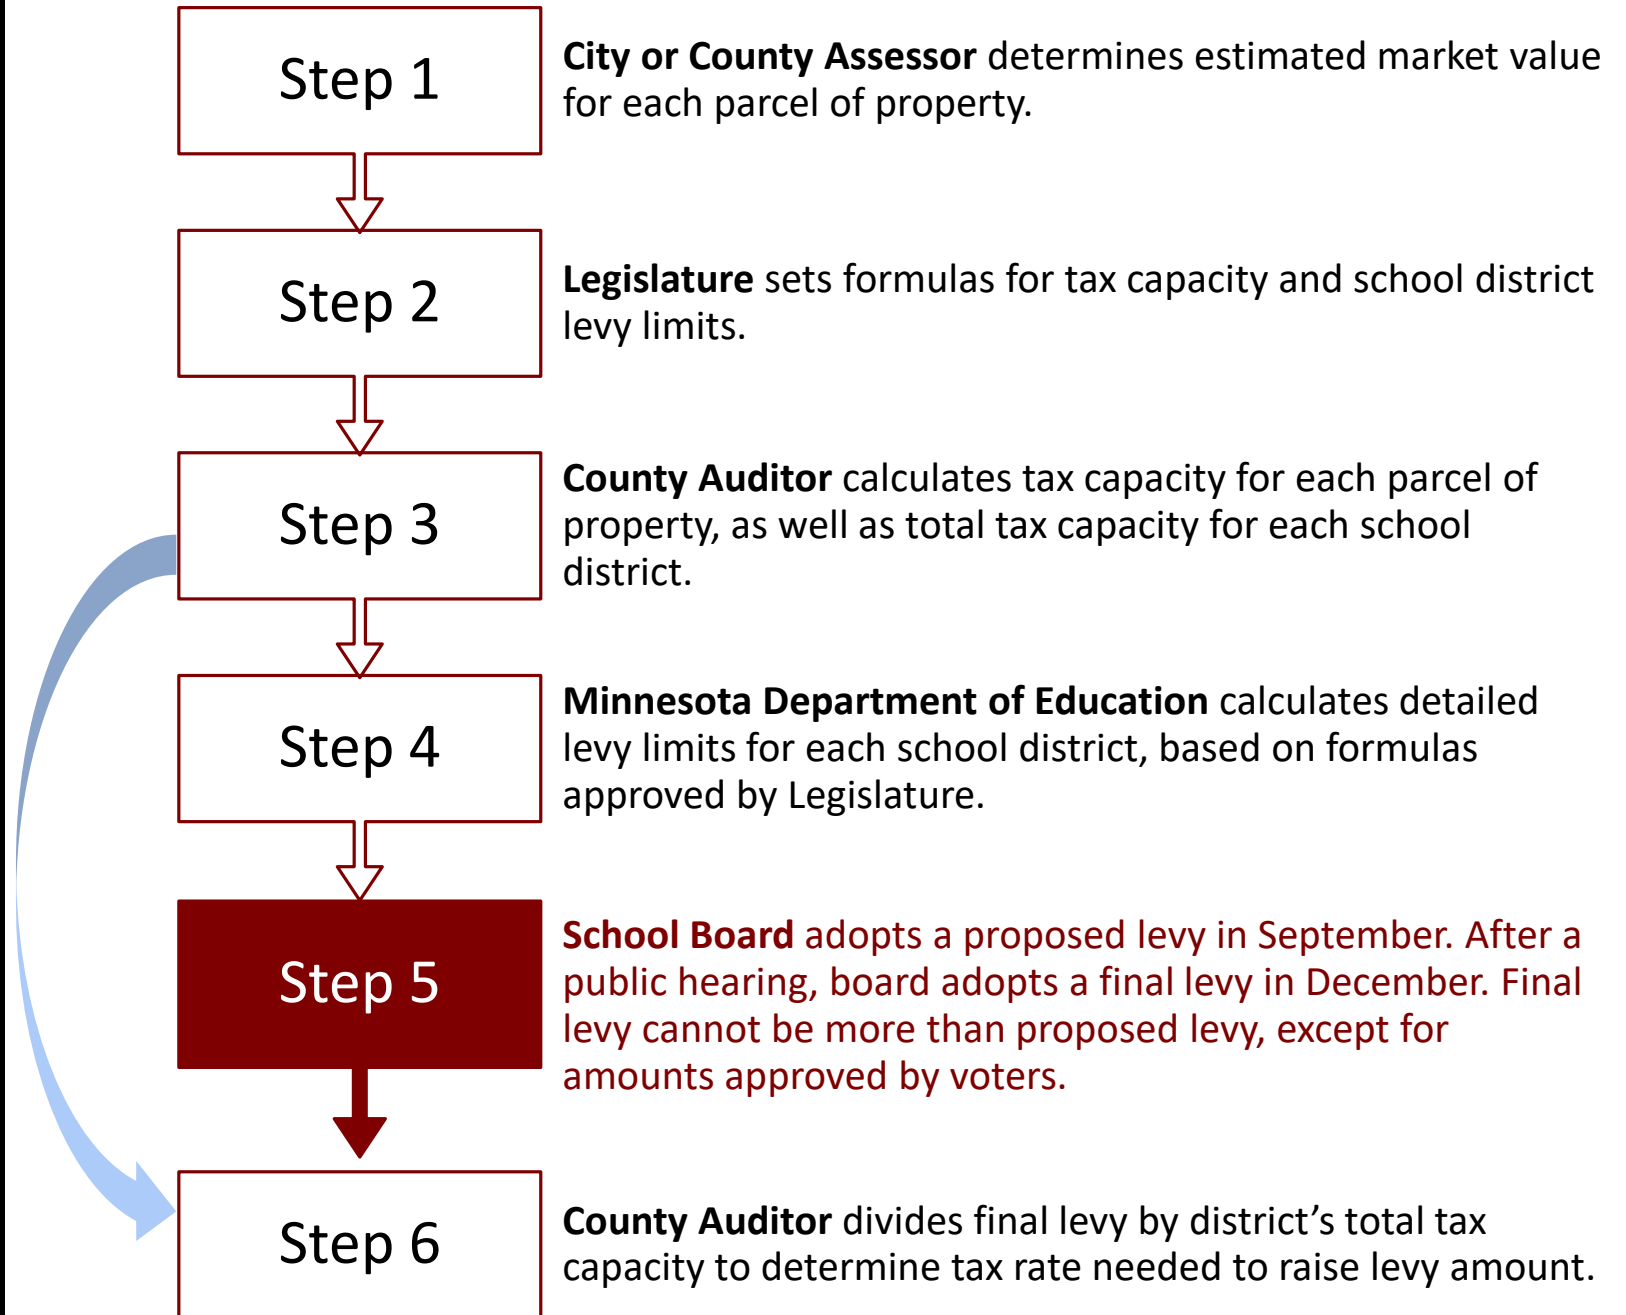 Step 1
City or County Assessor determines estimated market value
for each parcel of property.
Step 2
Legislature sets formulas for tax capacity and school district
levy limits.
Step 3
County Auditor calculates tax capacity for each parcel of
property, as well as total tax capacity for each school
district.
Step 4
Minnesota Department of Education calculates detailed
levy limits for each school district, based on formulas
approved by Legislature.
Step 5
School Board adopts a proposed levy in September. After a
public hearing, board adopts a final levy in December. Final
levy cannot be more than proposed levy, except for
amounts approved by voters.
Step 6
County Auditor divides final levy by district’s total tax
capacity to determine tax rate needed to raise levy amount.